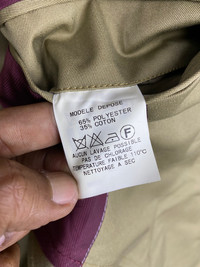 MODELE DEPOSE
65% POLYESTER
35% COTON
F
AUCUN LAVAGE POSSIBLE
PAS DE CHLORAGE
TEMPERATURE FAIBLE (110°C)
NETTOYAGE A SEC